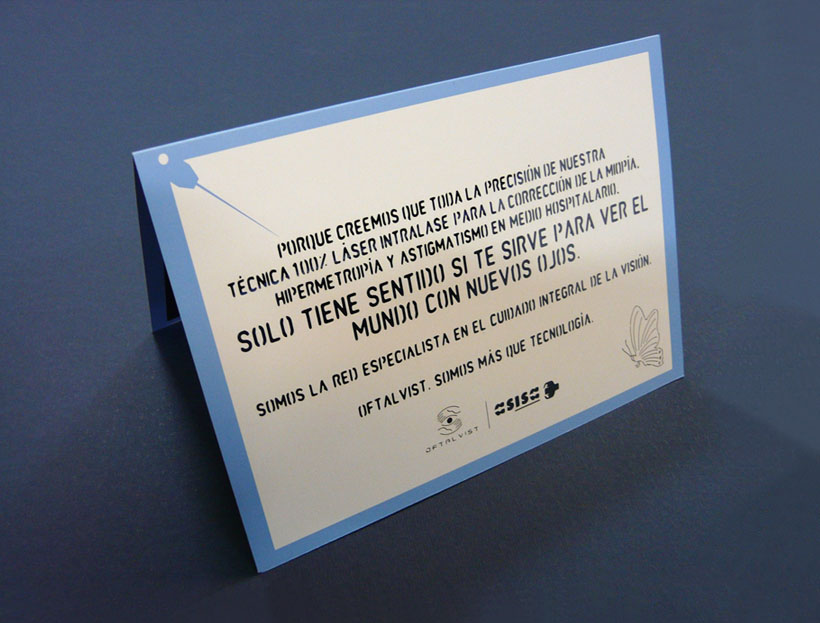 PORQUE CREEMOS QUE TODA LA PRECISIÓN DE NUESTRA
TÉCNICA 100% LÁSER INTRALASE PARA LA CORRECCIÓN DE LA MIOPÍA,
HIPERMETROPÍA Y ASTIGMATISMO EN MEDIO HOSPITALARIO.
SOLO TIENE SENTIDO SI TE SIRVE PARA VER EL
MUNDO CON NUEVOS OJOS.
SOMOS LA RED ESPECIALISTA EN EL CUIDADO INTEGRAL DE LA VISIÓN.
OFTALVIST. SOMOS MÁS QUE TECNOLOGÍA.
OFTALVIST
asisa